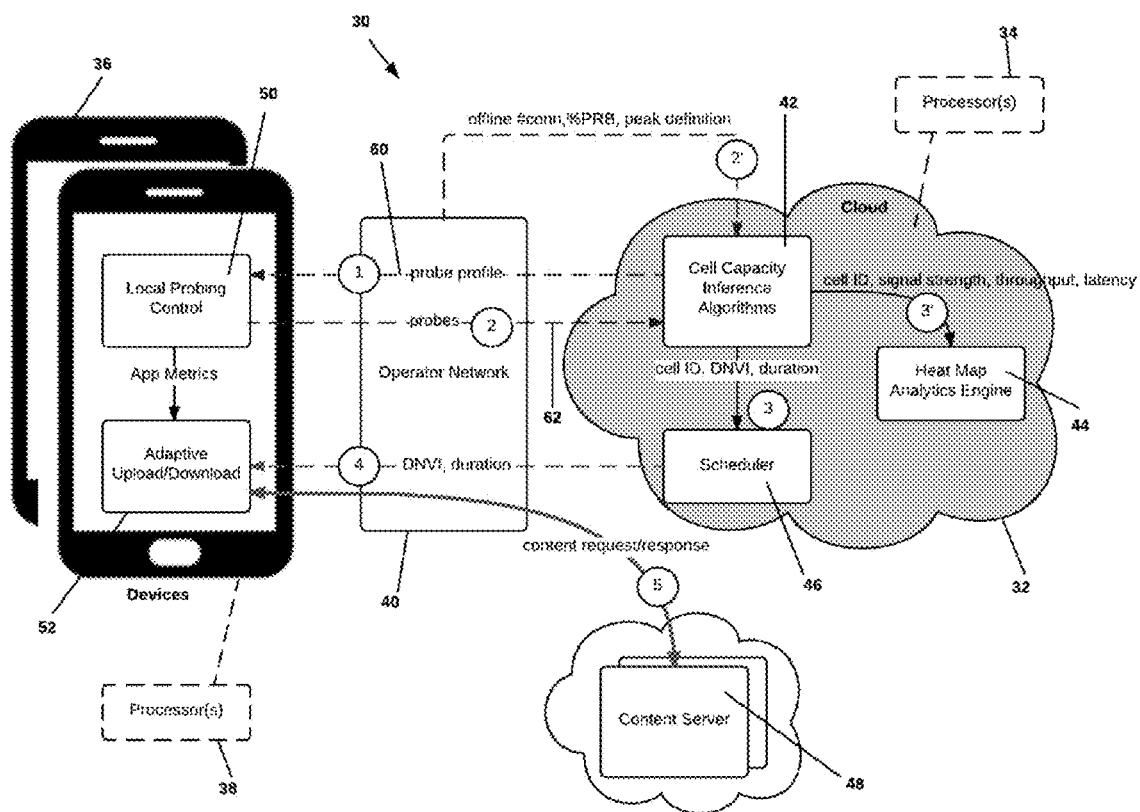 30
34
36
50
42
Processor(s)
offline #conn,%PRB, peak definition
60
2'
Cloud
1
probe profile
Local Probing
Control
Cell Capacity
Inference
Algorithms
cell ID, signal strength, throughput, latency
probes
2
3'
App Metrics
Operator Network
cell ID, DNVI, duration
Heat Map
Analytics Engine
62
3
44
Adaptive
Upload/Download
4
DNVI, duration
Scheduler
content request/response
Devices
40
5
46
32
52
Processor(s)
Content Server
38
48